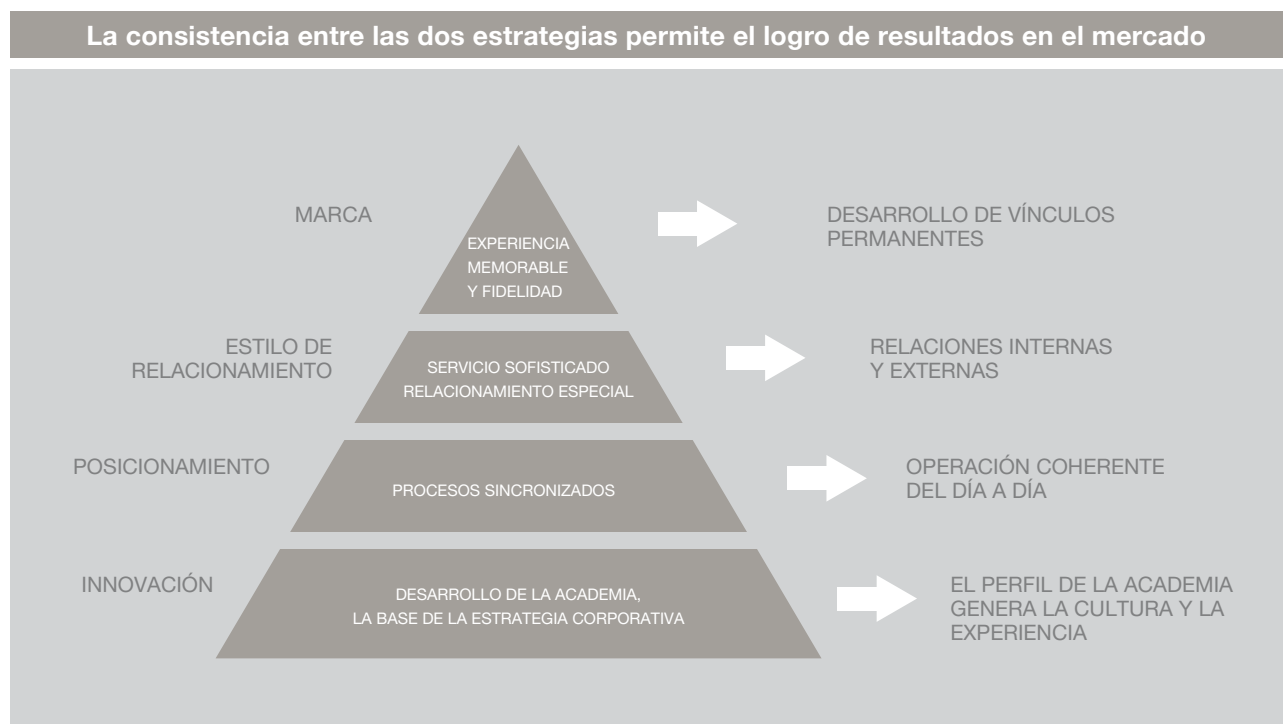 La consistencia entre las dos estrategias permite el logro de resultados en el mercado
MARCA
EXPERIENCIA
MEMORABLE
Y FIDELIDAD
DESARROLLO DE VÍNCULOS
PERMANENTES
ESTILO DE
RELACIONAMIENTO
SERVICIO SOFISTICADO
RELACIONAMIENTO ESPECIAL
RELACIONES INTERNAS
Y EXTERNAS
POSICIONAMIENTO
PROCESOS SINCRONIZADOS
OPERACIÓN COHERENTE
DEL DÍA A DÍA
INNOVACIÓN
DESARROLLO DE LA ACADEMIA,
LA BASE DE LA ESTRATEGIA CORPORATIVA
EL PERFIL DE LA ACADEMIA
GENERA LA CULTURA Y LA
EXPERIENCIA